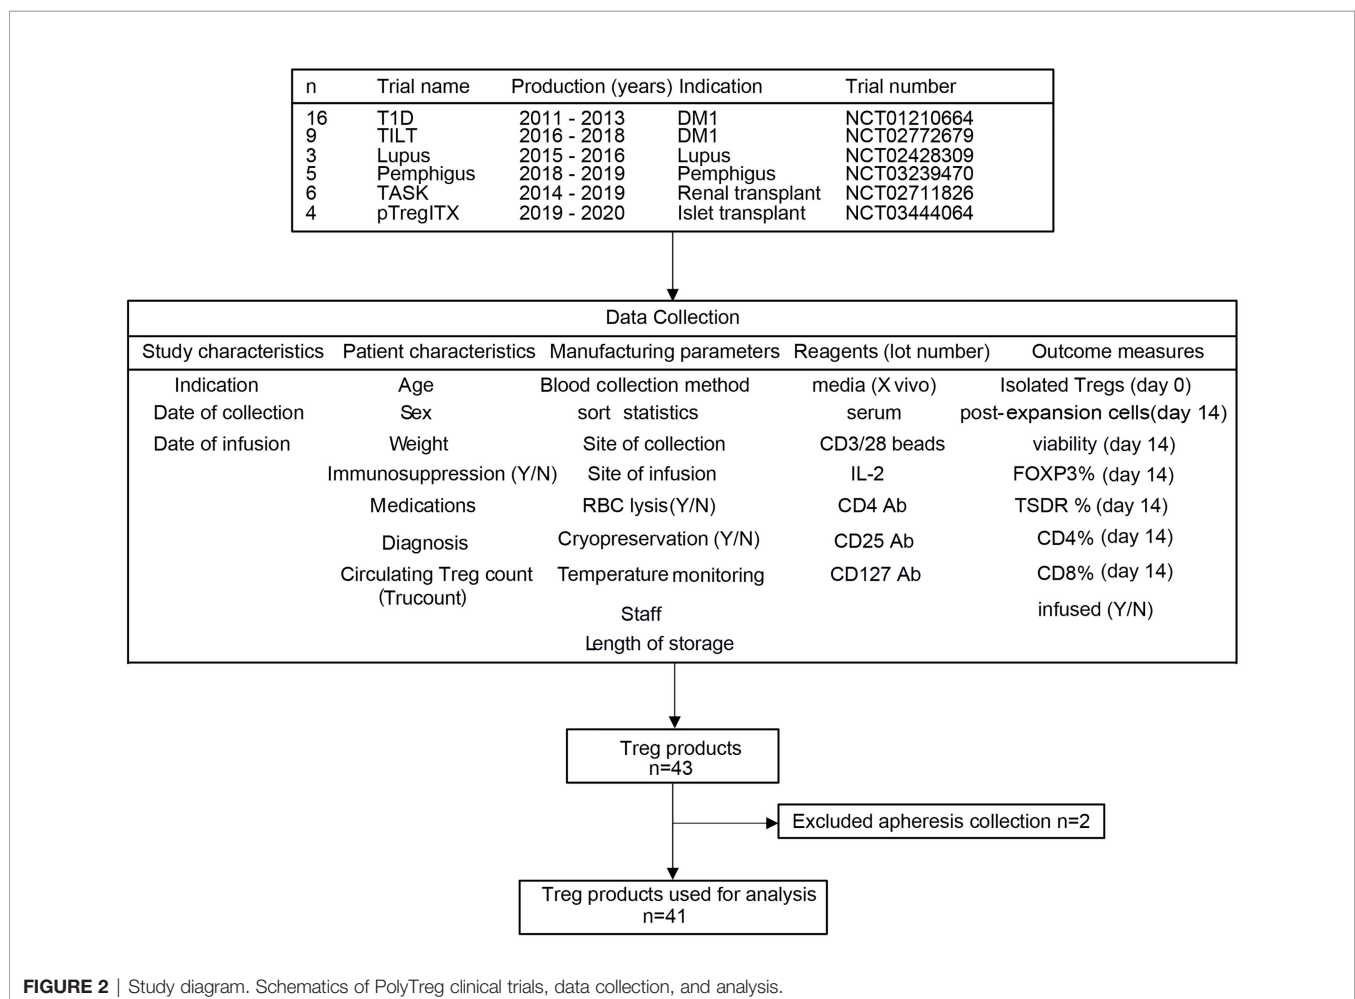 n Trial name Production (years) Indication Trial number
16 T1D 2011 - 2013 DM1 NCT01210664
9 TILT 2016 - 2018 DM1 NCT02772679
3 Lupus 2015 - 2016 Lupus NCT02428309
5 Pemphigus 2018 - 2019 Pemphigus NCT03239470
6 TASK 2014 - 2019 Renal transplant NCT02711826
4 pTregITX 2019 - 2020 Islet transplant NCT03444064
Data Collection
Study characteristics Patient characteristics Manufacturing parameters Reagents (lot number) Outcome measures
Indication Age Blood collection method media (X vivo) Isolated Tregs (day 0)
Date of collection Sex sort statistics serum post-expansion cells(day 14)
Date of infusion Weight Site of collection CD3/28 beads viability (day 14)
Immunosuppression (Y/N) Site of infusion IL-2 FOXP3% (day 14)
Medications RBC lysis(Y/N) CD4 Ab TSDR % (day 14)
Diagnosis Cryopreservation (Y/N) CD25 Ab CD4% (day 14)
Circulating Treg count Temperature monitoring CD127 Ab CD8% (day 14)
(Trucount)
Staff infused (Y/N)
Length of storage
Treg products
n=43
Excluded apheresis collection n=2
Treg products used for analysis
n=41
FIGURE 2 | Study diagram. Schematics of PolyTreg clinical trials, data collection, and analysis.